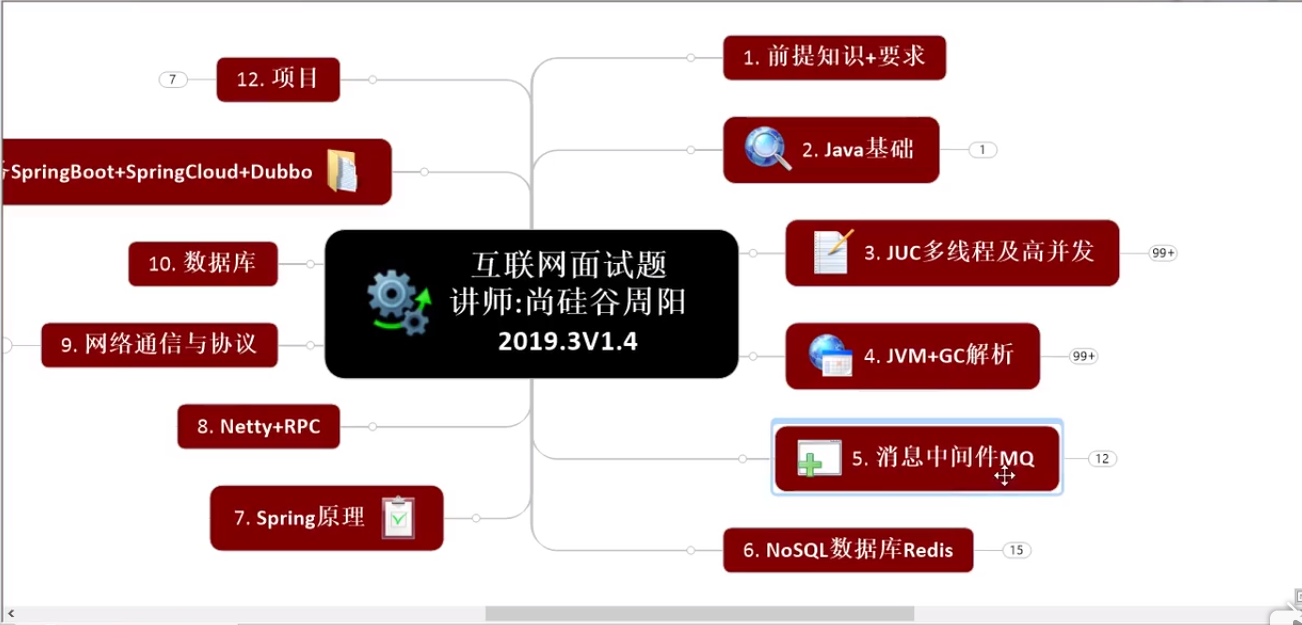 互联网面试题
讲师:尚硅谷周阳
2019.3V1.4
1. 前提知识+要求
2. Java基础
1
3. JUC多线程及高并发
99+
4. JVM+GC解析
99+
5. 消息中间件MQ
12
6. NoSQL数据库Redis
15
7. Spring原理
8. Netty+RPC
9. 网络通信与协议
10. 数据库
SpringBoot+SpringCloud+Dubbo
12. 项目
7